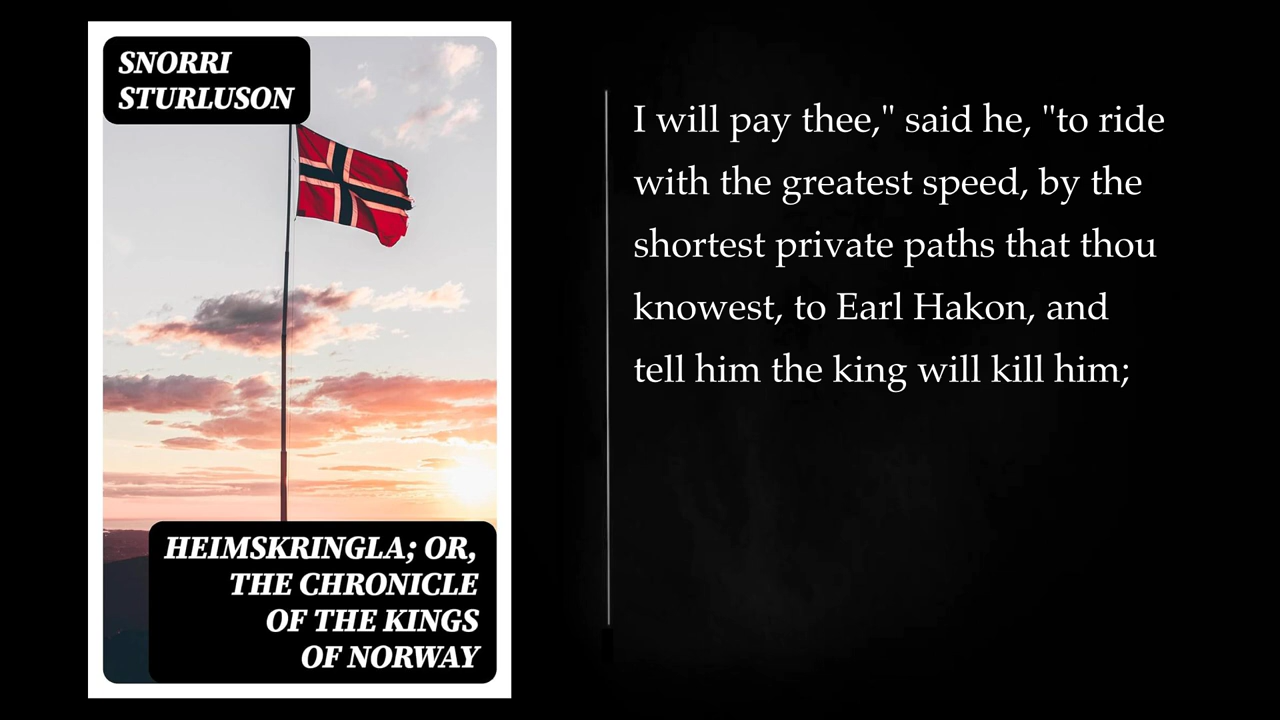 SNORRI
STURLUSON
HEIMSKRINGLA; OR,
THE CHRONICLE
OF THE KINGS
OF NORWAY
I will pay thee," said he, "to ride
with the greatest speed, by the
shortest private paths that thou
knowest, to Earl Hakon, and
tell him the king will kill him;